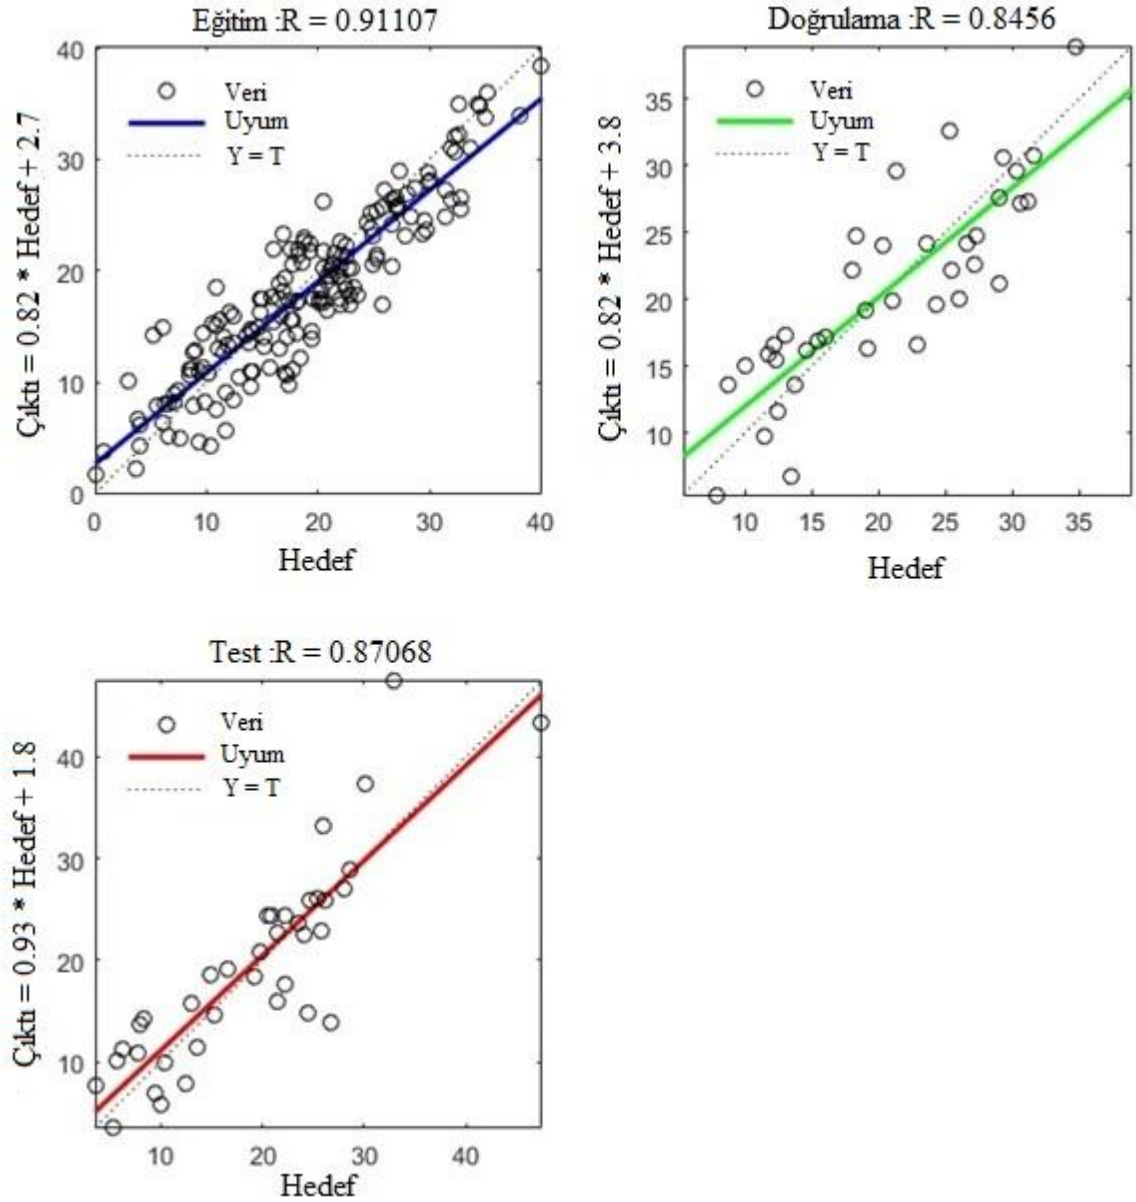 Eğitim :R = 0.91107
Çıktı = 0.82 * Hedef + 2.7
40
30
20
10
0
Veri
Uyum
Y = T
0 10 20 30 40
Hedef
Doğrulama :R = 0.8456
Çıktı = 0.82 * Hedef + 3.8
35
30
25
20
15
10
Veri
Uyum
Y = T
10 15 20 25 30 35
Hedef
Test :R = 0.87068
Çıktı = 0.93 * Hedef + 1.8
40
30
20
10
Veri
Uyum
Y = T
10 20 30 40
Hedef